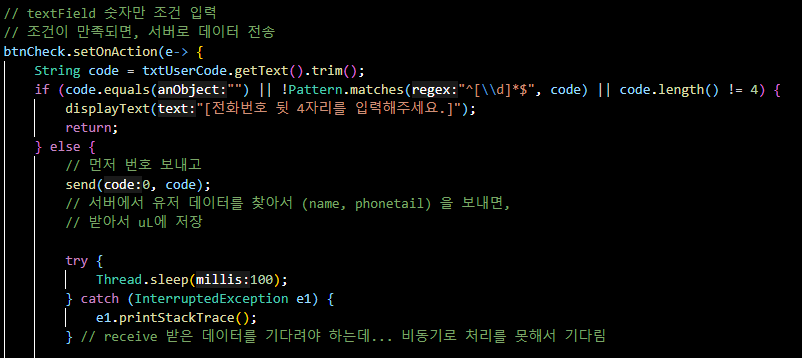 // textField 숫자만 조건 입력
// 조건이 만족되면, 서버로 데이터 전송
btnCheck.setOnAction(e-> {
String code = txtUserCode.getText().trim();
if (code.equals(anObject:"") || !Pattern.matches(regex:"^[\\d]*$", code) || code.length() != 4) {
displayText(text:"[전화번호 뒷 4자리를 입력해주세요.]");
return;
} else {
// 먼저 번호 보내고
send(code:0, code);
// 서버에서 유저 데이터를 찾아서 (name, phonetail) 을 보내면,
// 받아서 uL에 저장
try {
Thread.sleep(millis:100);
} catch (InterruptedException e1) {
e1.printStackTrace();
} // receive 받은 데이터를 기다려야 하는데... 비동기로 처리를 못해서 기다림